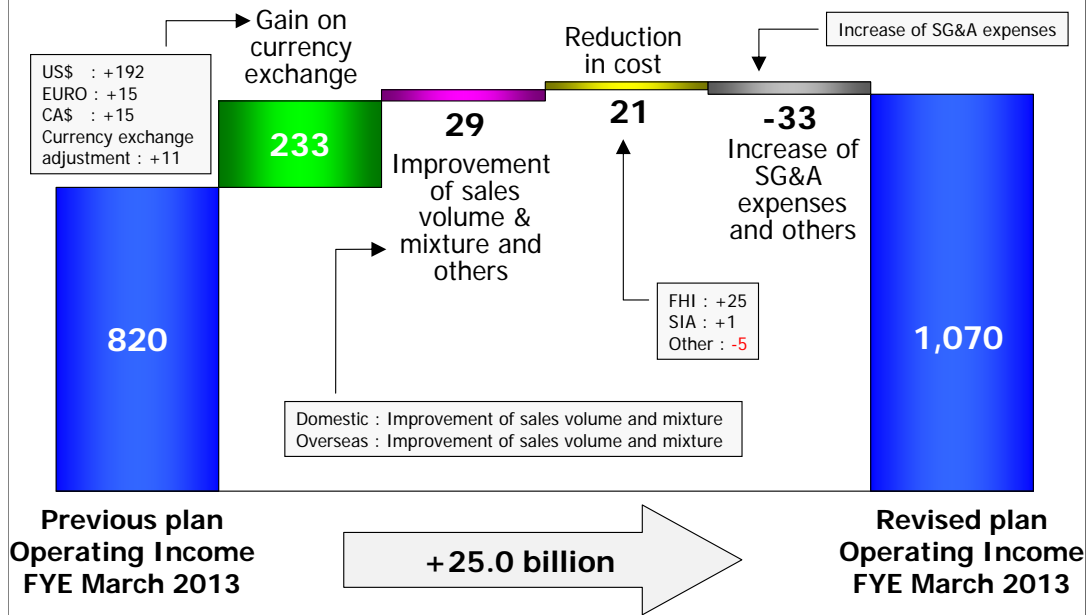 Gain on
currency
exchange
US$ : +192
EURO : +15
CA$ : +15
Currency exchange
adjustment : +11
233
29
Improvement
of sales
volume &
mixture and
others
Reduction
in cost
21
Increase of SG&A expenses
-33
Increase of
SG&A
expenses
and others
FHI : +25
SIA : +1
Other : -5
820
1,070
Domestic : Improvement of sales volume and mixture
Overseas : Improvement of sales volume and mixture
Previous plan
Operating Income
FYE March 2013
+25.0 billion
Revised plan
Operating Income
FYE March 2013